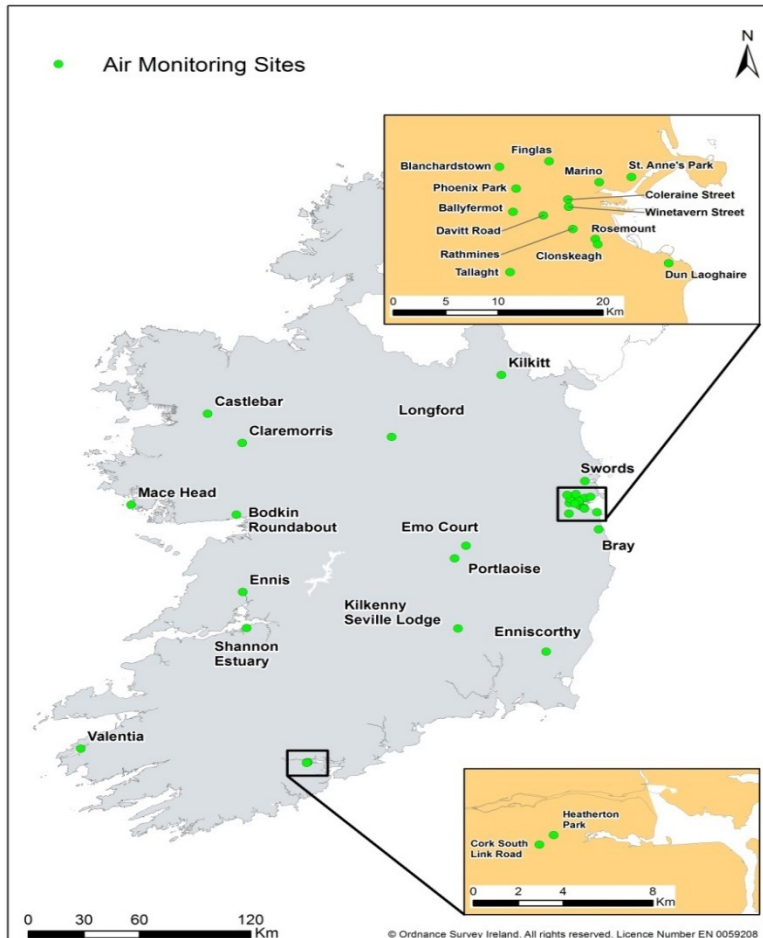 N
Air Monitoring Sites
Finglas
Blanchardstown
Marino
St. Anne's Park
Phoenix Park
Coleraine Street
Ballyfermot
Winetavern Street
Davitt Road
Rosemount
Rathmines
Clonskeagh
Tallaght
Dun Laoghaire
0 5 10 20
Km
Kilkitt
Castlebar
Longford
Claremorris
Swords
Mace Head
Bodkin
Roundabout
Emo Court
Bray
Portlaoise
Ennis
Kilkenny
Seville Lodge
Enniscorthy
Shannon
Estuary
Valentia
Heatherton
Park
Cork South
Link Road
0 2 4 8
Km
0 30 60 120
Km
© Ordnance Survey Ireland. All rights reserved. Licence Number EN 0059208